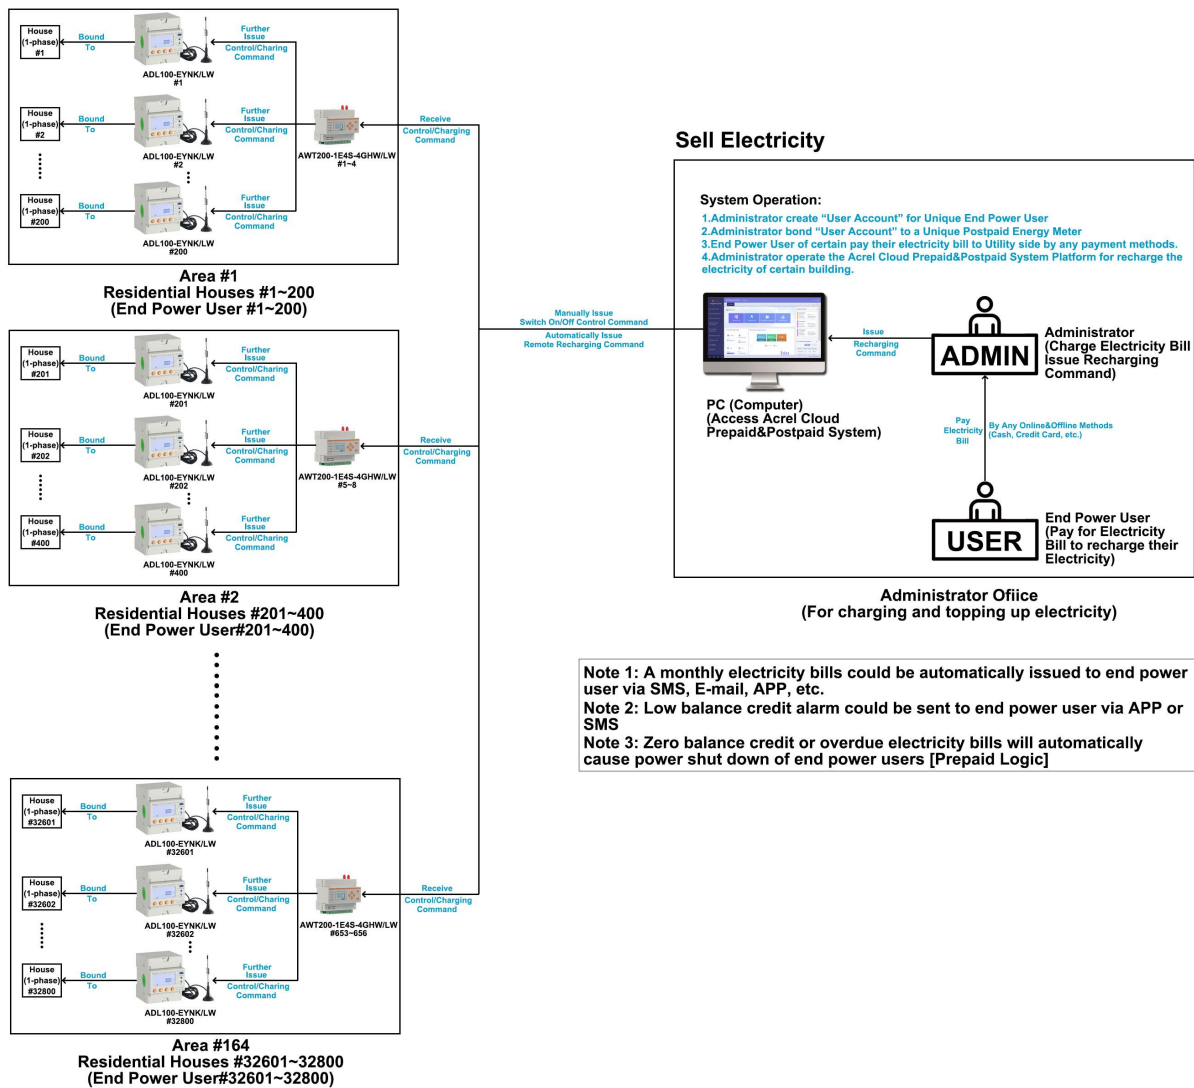 House
(1-phase)
#1
Bound
To
ADL100-EYNK/LW
#1
Further
Issue
Control/Charing
Command
House
(1-phase)
#2
Bound
To
ADL100-EYNK/LW
#2
Further
Issue
Control/Charing
Command
AWT200-1E4S-4GHW/LW
#1~4
Receive
Control/Charging
Command
House
(1-phase)
#200
Bound
To
ADL100-EYNK/LW
#200
Further
Issue
Control/Charing
Command
Area #1
Residential Houses #1~200
(End Power User #1~200)
House
(1-phase)
#201
Bound
To
ADL100-EYNK/LW
#201
Further
Issue
Control/Charing
Command
House
(1-phase)
#202
Bound
To
ADL100-EYNK/LW
#202
Further
Issue
Control/Charing
Command
AWT200-1E4S-4GHW/LW
#5~8
Receive
Control/Charging
Command
House
(1-phase)
#400
Bound
To
ADL100-EYNK/LW
#400
Further
Issue
Control/Charing
Command
Area #2
Residential Houses #201~400
(End Power User#201~400)
House
(1-phase)
#32601
Bound
To
ADL100-EYNK/LW
#32601
Further
Issue
Control/Charing
Command
House
(1-phase)
#32602
Bound
To
ADL100-EYNK/LW
#32602
Further
Issue
Control/Charing
Command
AWT200-1E4S-4GHW/LW
#653~656
Receive
Control/Charging
Command
House
(1-phase)
#32800
Bound
To
ADL100-EYNK/LW
#32800
Further
Issue
Control/Charing
Command
Area #164
Residential Houses #32601~32800
(End Power User#32601~32800)
Manually Issue
Switch On/Off Control Command
Automatically Issue
Remote Recharging Command
Sell Electricity
System Operation:
1.Administrator create “User Account” for Unique End Power User
2.Administrator bond “User Account” to a Unique Postpaid Energy Meter
3.End Power User of certain pay their electricity bill to Utility side by any payment methods.
4.Administrator operate the Acrel Cloud Prepaid&Postpaid System Platform for recharge the
electricity of certain building.
PC (Computer)
(Access Acrel Cloud
Prepaid&Postpaid System)
Issue
Recharging
Command
ADMIN
Administrator
(Charge Electricity Bill
Issue Recharging
Command)
Pay
Electricity
Bill
By Any Online&Offline Methods
(Cash, Credit Card, etc.)
USER
End Power User
(Pay for Electricity
Bill to recharge their
Electricity)
Administrator Ofiice
(For charging and topping up electricity)
Note 1: A monthly electricity bills could be automatically issued to end power
user via SMS, E-mail, APP, etc.
Note 2: Low balance credit alarm could be sent to end power user via APP or
SMS
Note 3: Zero balance credit or overdue electricity bills will automatically
cause power shut down of end power users [Prepaid Logic]